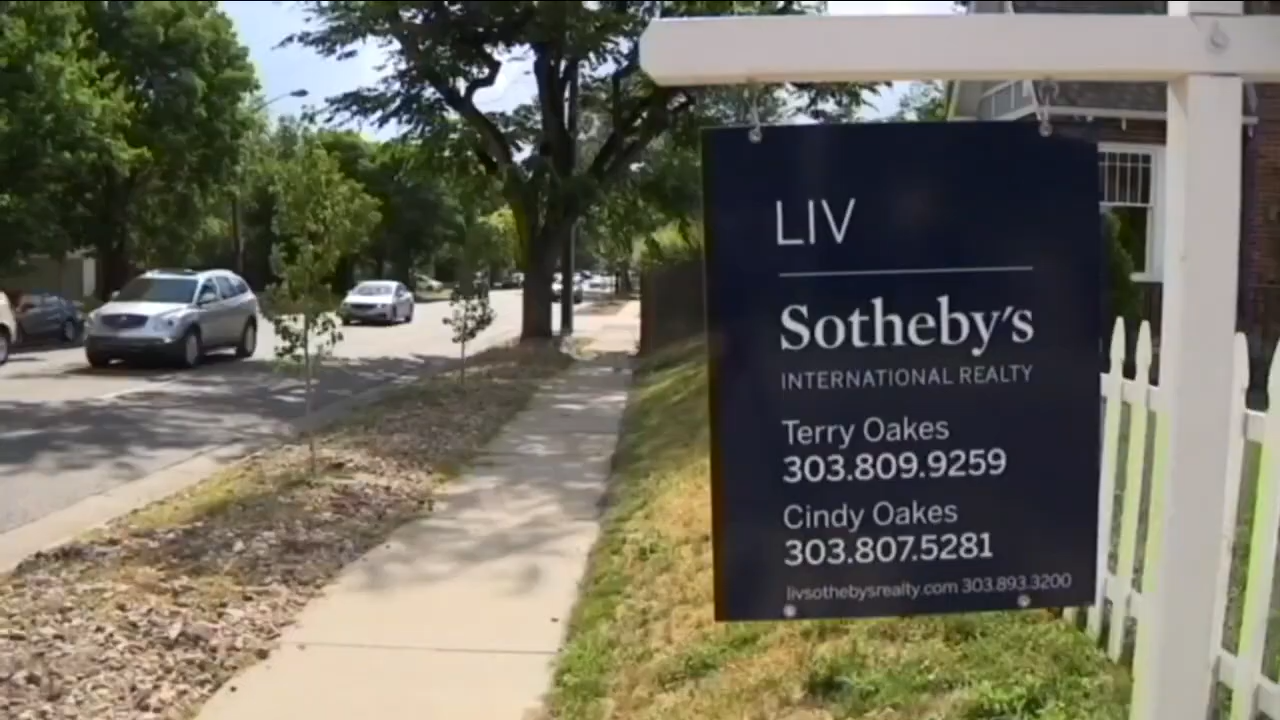 LIV
Sotheby's
INTERNATIONAL REALTY
Terry Oakes
303.809.9259
Cindy Oakes
303.807.5281
livsothebysrealty.com 303.893.3200